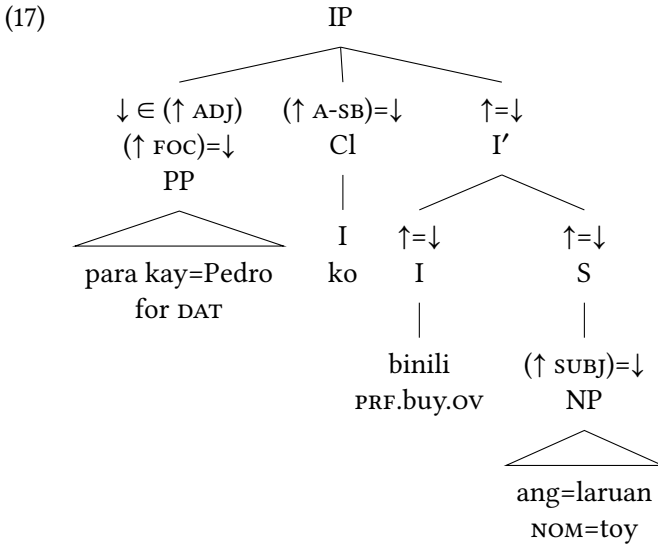 (17) IP
↓ ∈ (↑ ADJ) (↑ A-SB)=↓ ↑=↓
(↑ FOC)=↓ Cl I′
PP
I ↑=↓ ↑=↓
para kay=Pedro ko I S
for DAT
binili (↑ SUBJ)=↓
PRF.buy.OV NP
ang=laruan
NOM=toy